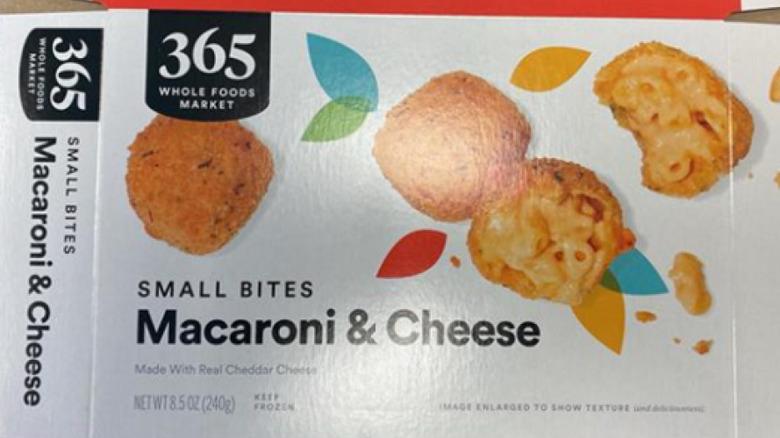 365
WHOLE FOODS
MARKET
SMALL BITES
Macaroni & Cheese
365
WHOLE FOODS
MARKET
SMALL BITES
Macaroni & Cheese
Made With Real Cheddar Cheese
NET WT 8.5 OZ (240g)
KEEP
FROZEN
IMAGE ENLARGED TO SHOW TEXTURE (and deliciousness).